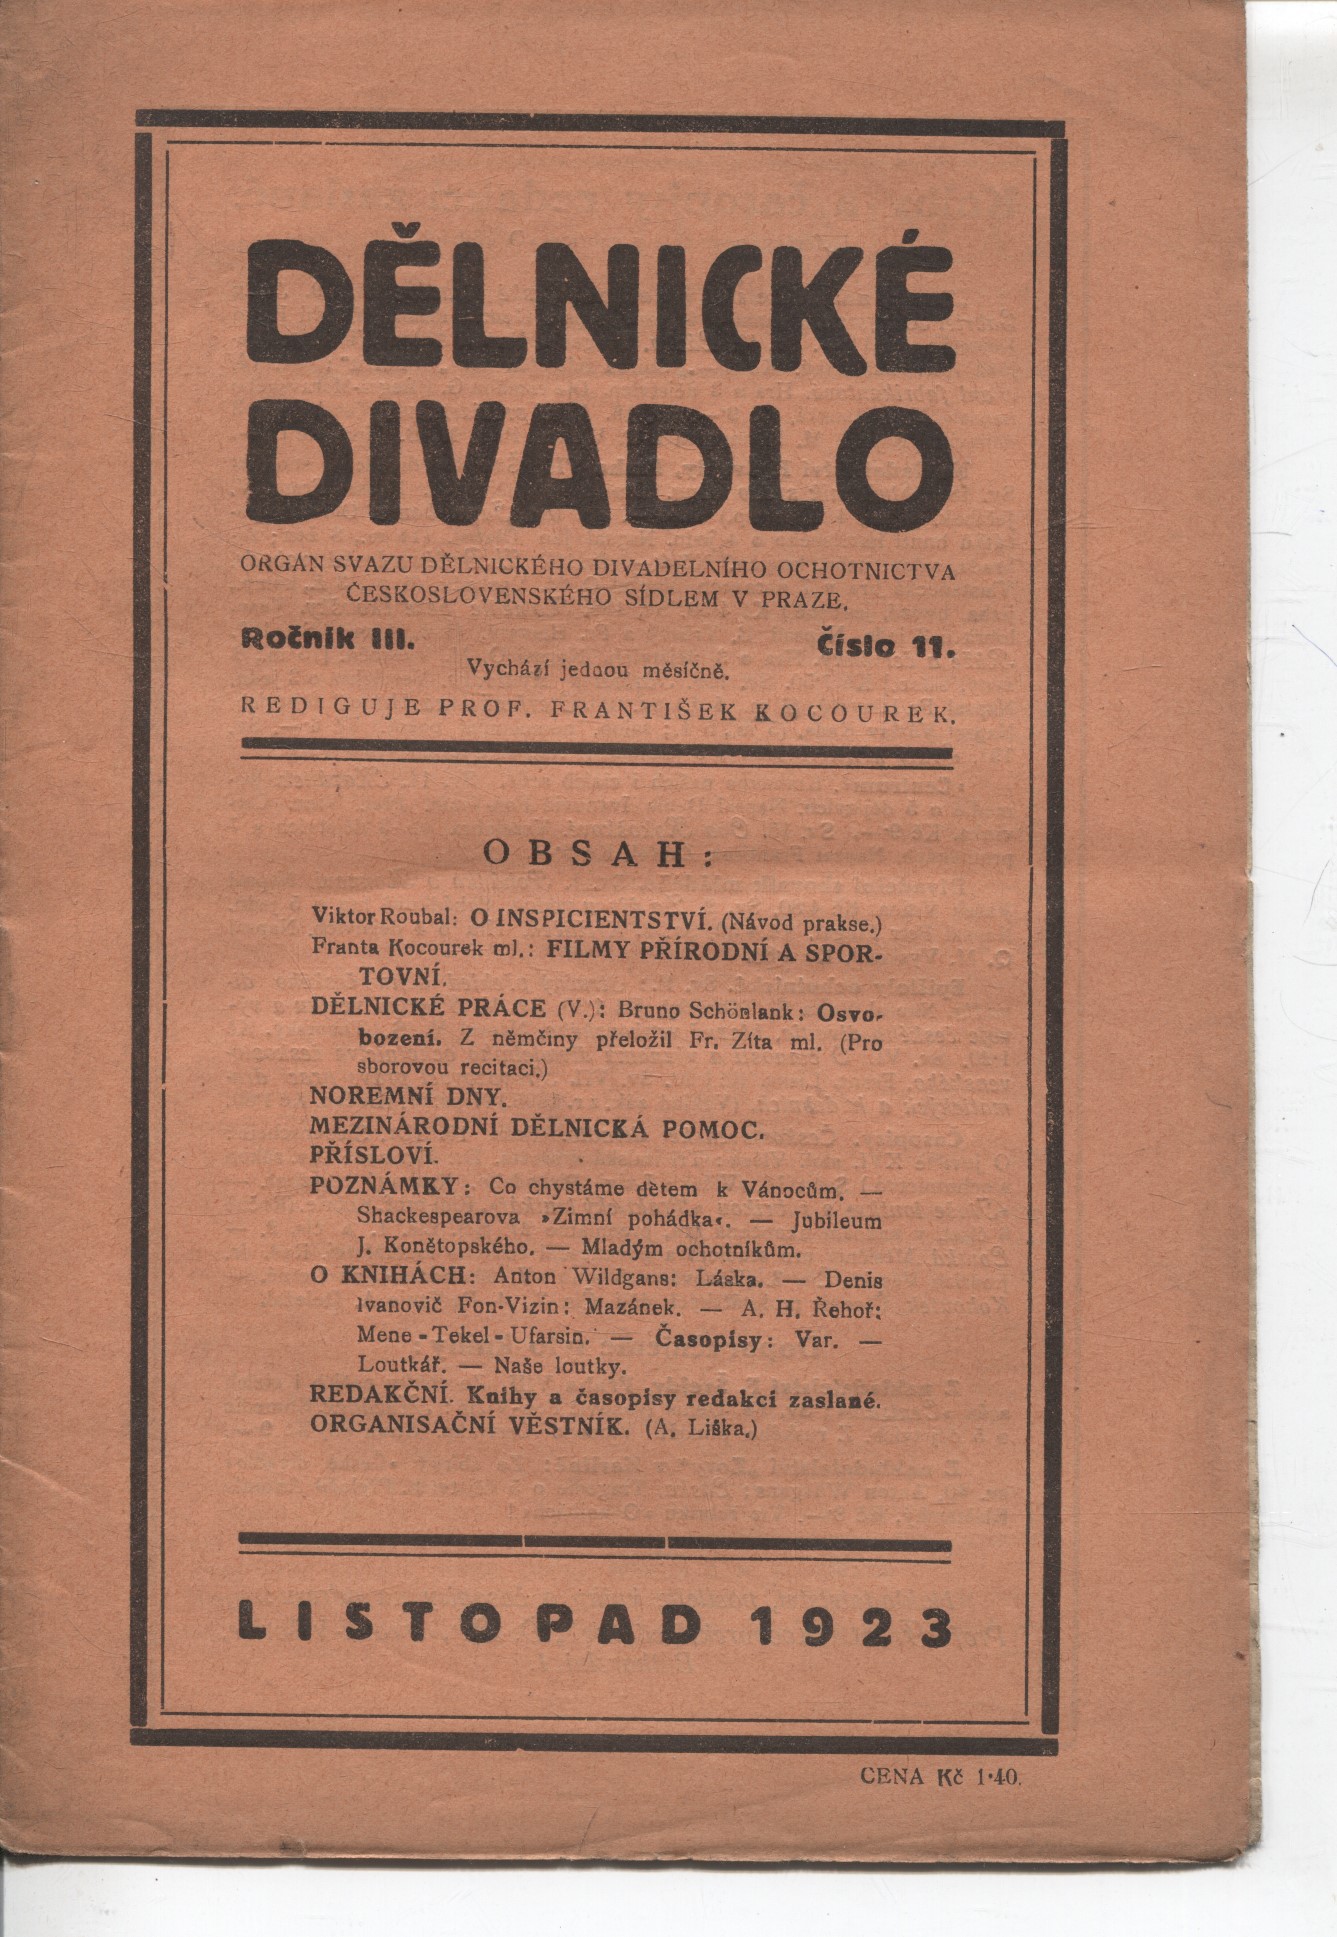 DĚLNICKÉ
DIVADLO
ORGÁN SVAZU DĚLNICKÉHO DIVADELNÍHO OCHOTNICTVA
ČESKOSLOVENSKÉHO SÍDLEM V PRAZE.
Ročník III. Číslo 11.
Vychází jednou měsíčně.
REDIGUJE PROF. FRANTIŠEK KOCOUREK.
OBSAH:
Viktor Roubal: O INSPICIENTSTVÍ. (Návod prakse.)
Franta Kocourek ml.: FILMY PŘÍRODNÍ A SPOR-
TOVNÍ.
DĚLNICKÉ PRÁCE (V.): Bruno Schönlank: Osvo-
bození. Z němčiny přeložil Fr. Zíta ml. (Pro
sborovou recitaci.)
NOREMNÍ DNY.
MEZINÁRODNÍ DĚLNICKÁ POMOC.
PŘÍSLOVÍ.
POZNÁMKY: Co chystáme dětem k Vánocům. —
Shackespearova »Zimní pohádka«. — Jubileum
J. Konětopského. — Mladým ochotníkům.
O KNIHÁCH: Anton Wildgans: Láska. — Denis
Ivanovič Fon-Vizin: Mazánek. — A. H. Řehoř:
Mene-Tekel-Ufarsin. — Časopisy: Var. —
Loutkář. — Naše loutky.
REDAKČNÍ. Knihy a časopisy redakci zaslané.
ORGANISAČNÍ VĚSTNÍK. (A. Liška.)
LISTOPAD 1923
CENA Kč 1·40.